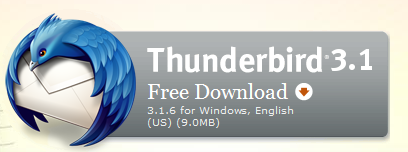 Thunderbird® 3.1
Free Download
3.1.6 for Windows, English
(US) (9.0MB)